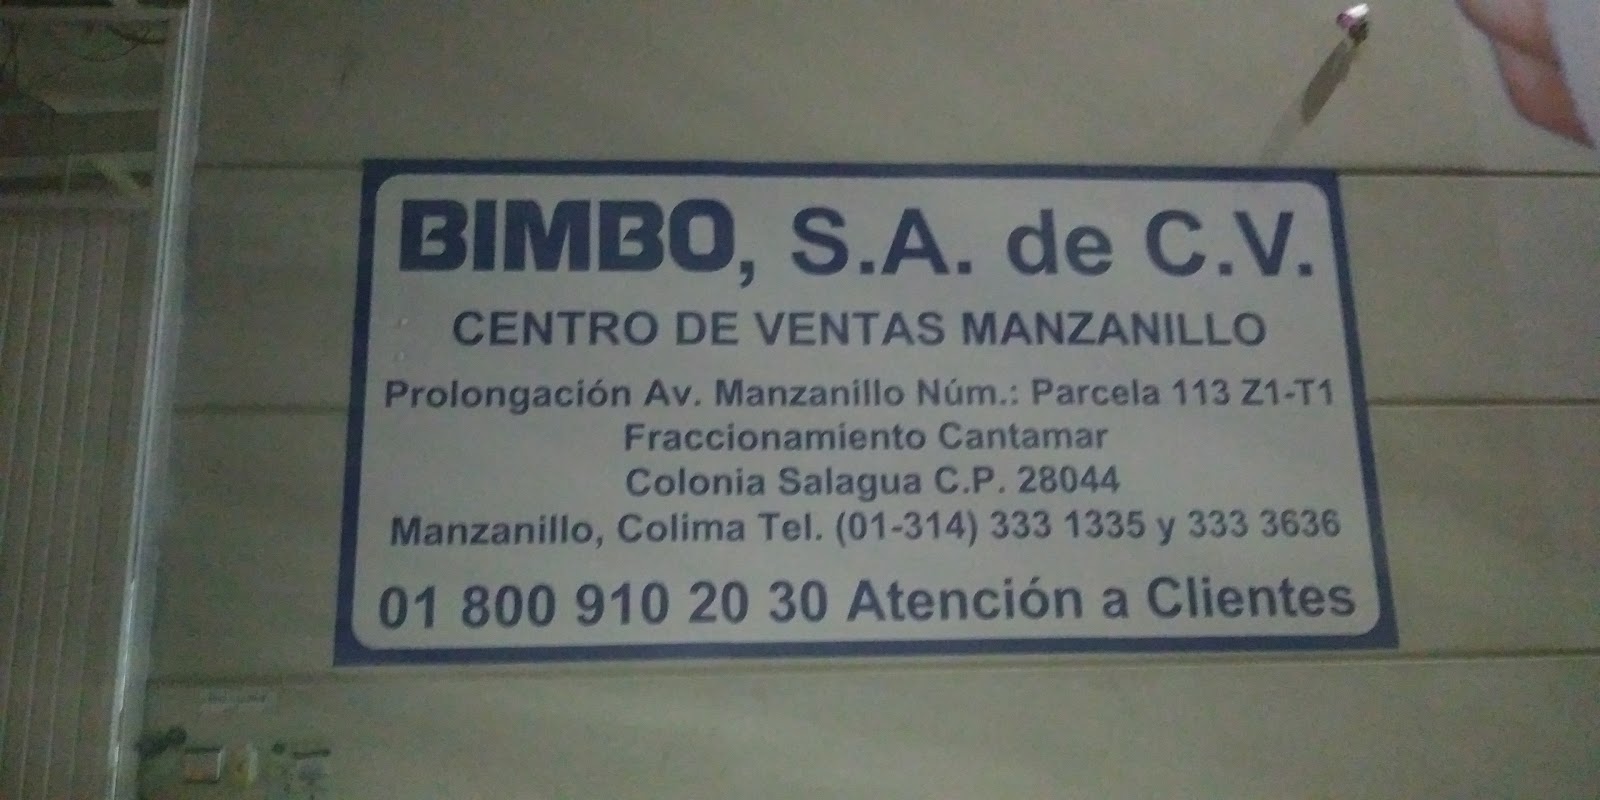 BIMBO, S.A. de C.V.
CENTRO DE VENTAS MANZANILLO
Prolongación Av. Manzanillo Núm.: Parcela 113 Z1-T1
Fraccionamiento Cantamar
Colonia Salagua C.P. 28044
Manzanillo, Colima Tel. (01-314) 333 1335 y 333 3636
01 800 910 20 30 Atención a Clientes